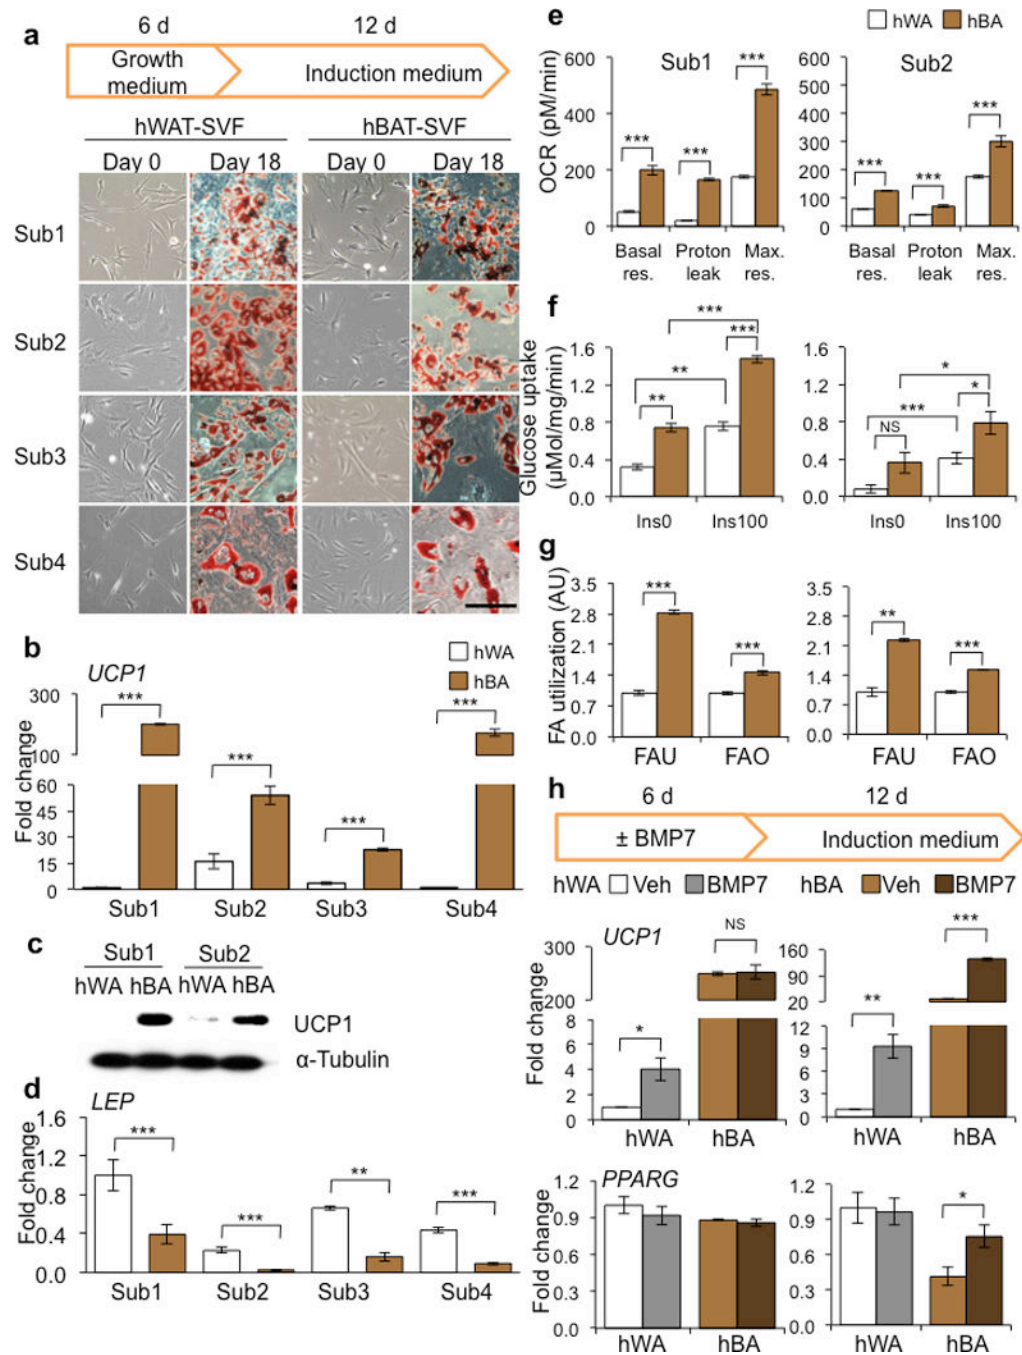 a
6 d 12 d
Growth medium
Induction medium
hWAT-SVF hBAT-SVF
Day 0 Day 18 Day 0 Day 18
Sub1
Sub2
Sub3
Sub4
b
UCP1
hWA
hBA
Fold change
300
100
60
45
30
15
0
*** *** *** ***
Sub1 Sub2 Sub3 Sub4
c
Sub1 Sub2
hWA hBA hWA hBA
UCP1
α-Tubulin
d
LEP
Fold change
1.6
1.2
0.8
0.4
0.0
*** *** ** ***
Sub1 Sub2 Sub3 Sub4
e
hWA hBA
Sub1
OCR (pM/min)
600
400
200
0
*** *** ***
Basal res. Proton leak Max. res.
Sub2
600
500
400
300
200
100
0
*** *** ***
Basal res. Proton leak Max. res.
f
Glucose uptake
(µMol/mg/min)
1.6
1.2
0.8
0.4
0.0
** ** *** ***
Ins0 Ins100
1.6
1.2
0.8
0.4
0.0
NS *** * *
Ins0 Ins100
g
FA utilization (AU)
3.5
2.8
2.1
1.4
0.7
0.0
*** ***
FAU FAO
3.5
2.8
2.1
1.4
0.7
0.0
** ***
FAU FAO
h
6 d 12 d
± BMP7 Induction medium
hWA Veh BMP7 hBA Veh BMP7
UCP1
Fold change
300
200
8
6
4
2
0
* NS
hWA hBA
160
90
20
12
9
6
3
0
** ***
hWA hBA
PPARG
Fold change
1.2
0.9
0.6
0.3
0.0
hWA hBA
1.2
0.9
0.6
0.3
0.0
*
hWA hBA